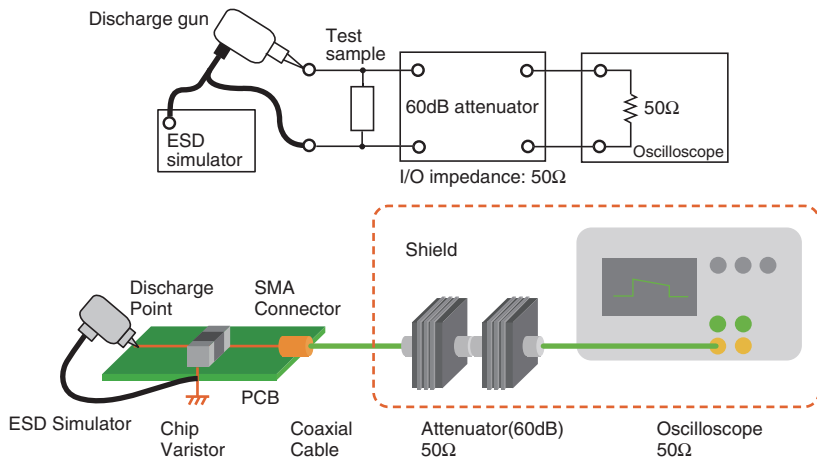 Discharge gun
Test
sample
ESD
simulator
60dB attenuator
50Ω
Oscilloscope
I/O impedance: 50Ω
Shield
Discharge
Point
SMA
Connector
PCB
ESD Simulator
Chip
Varistor
Coaxial
Cable
Attenuator(60dB)
50Ω
Oscilloscope
50Ω